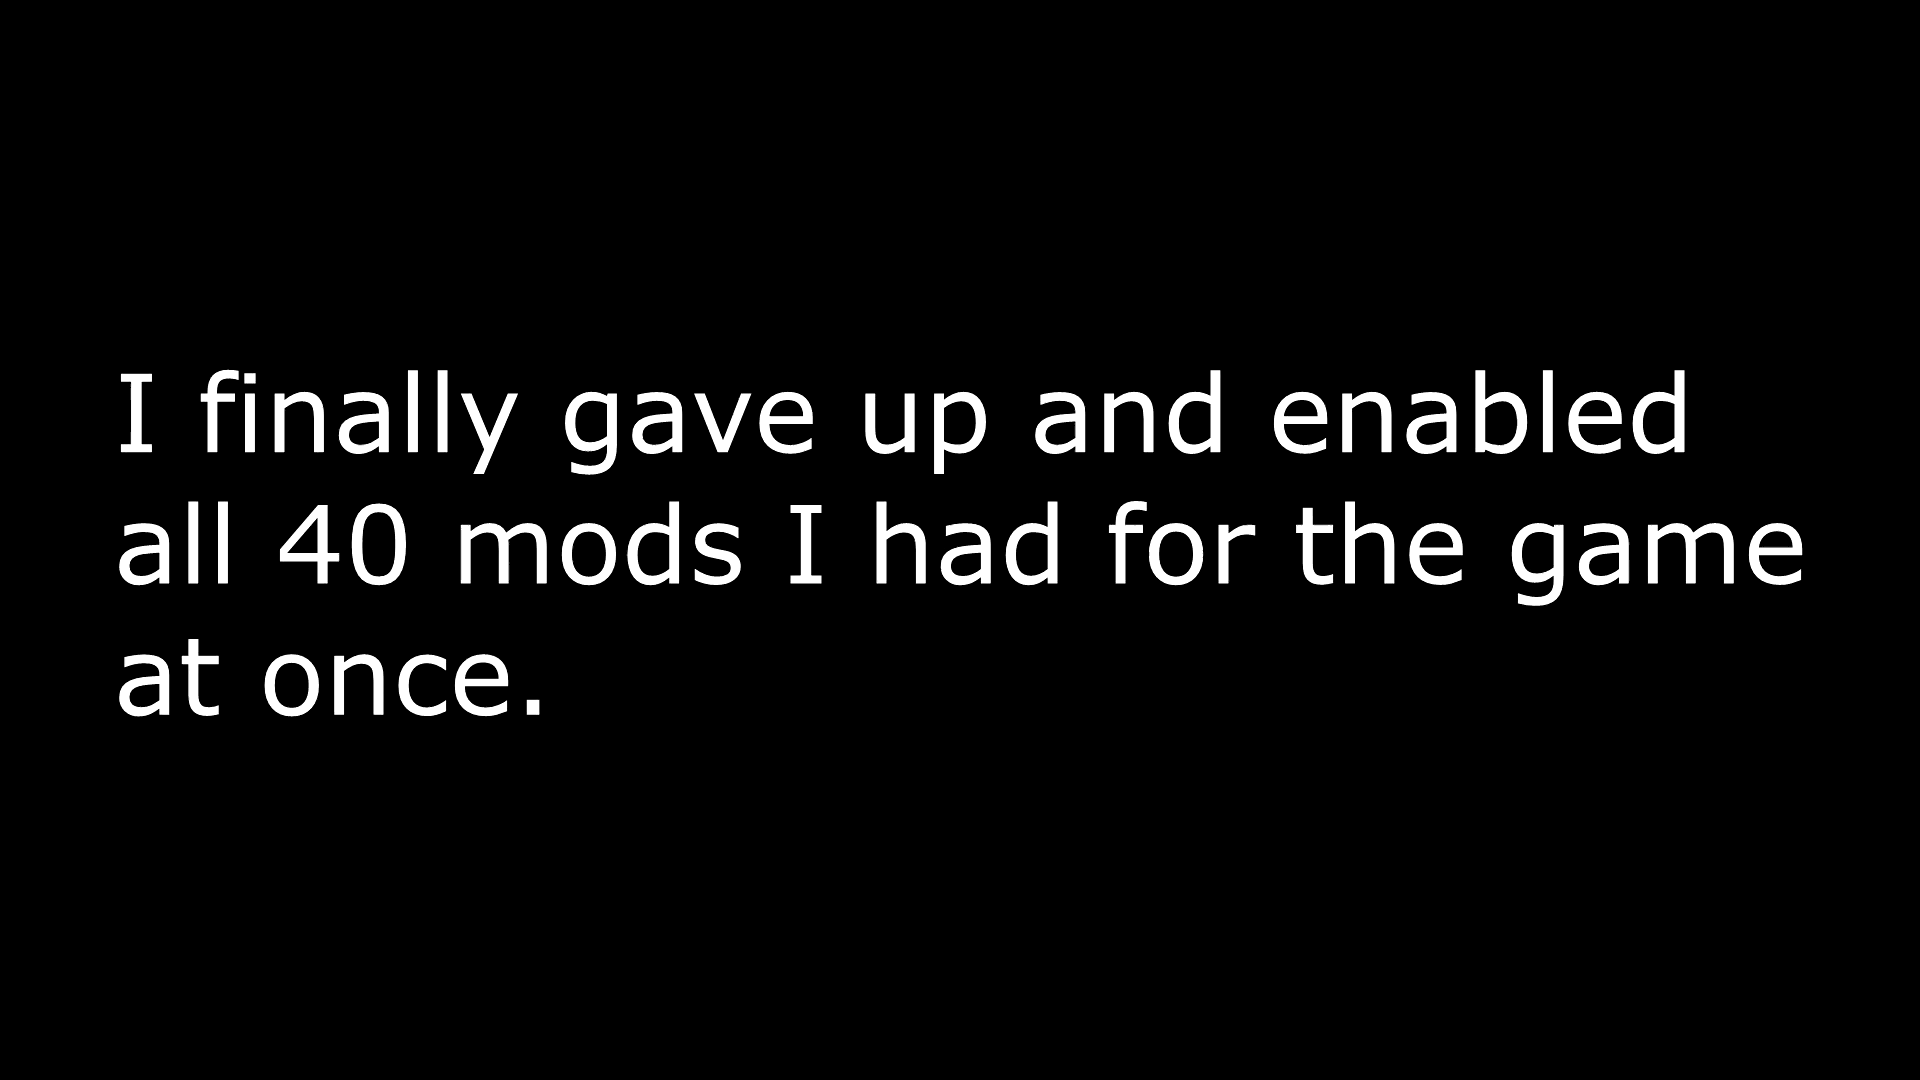 I finally gave up and enabled
all 40 mods I had for the game
at once.